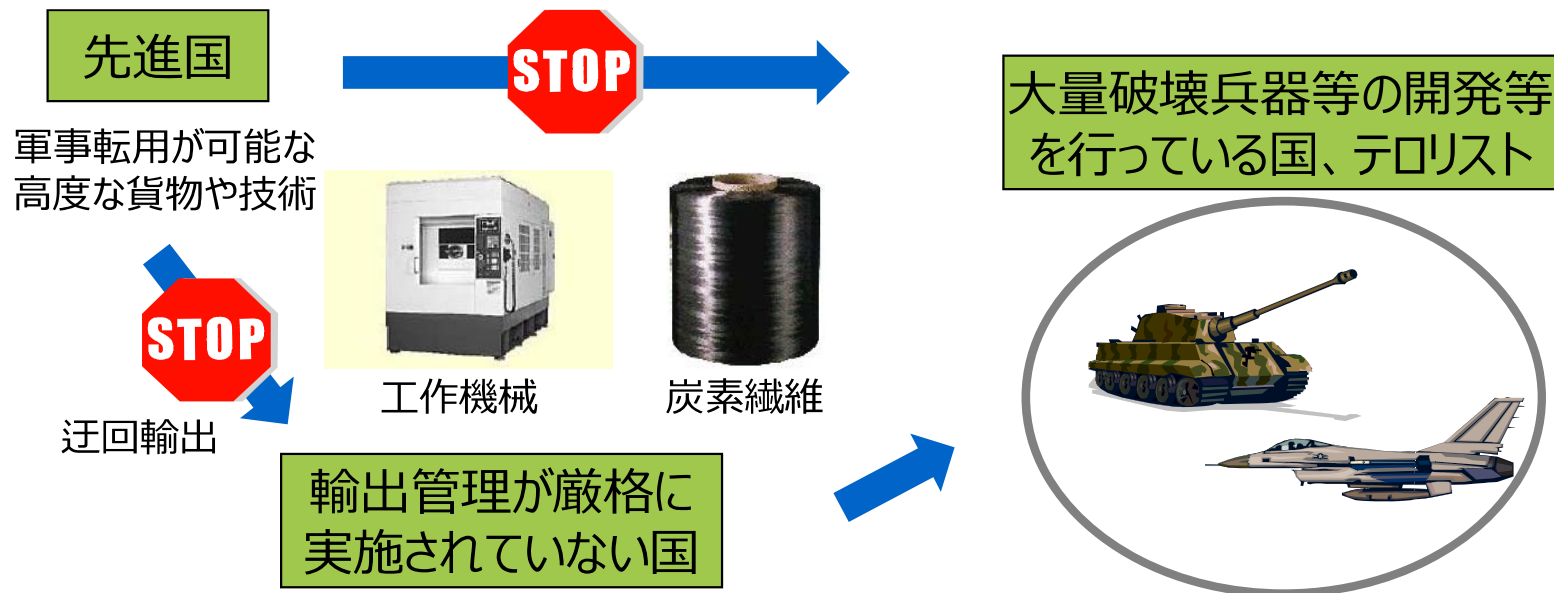 先進国
STOP
大量破壊兵器等の開発等
を行っている国、テロリスト
軍事転用が可能な
高度な貨物や技術
STOP
工作機械
炭素繊維
迂回輸出
輸出管理が厳格に
実施されていない国